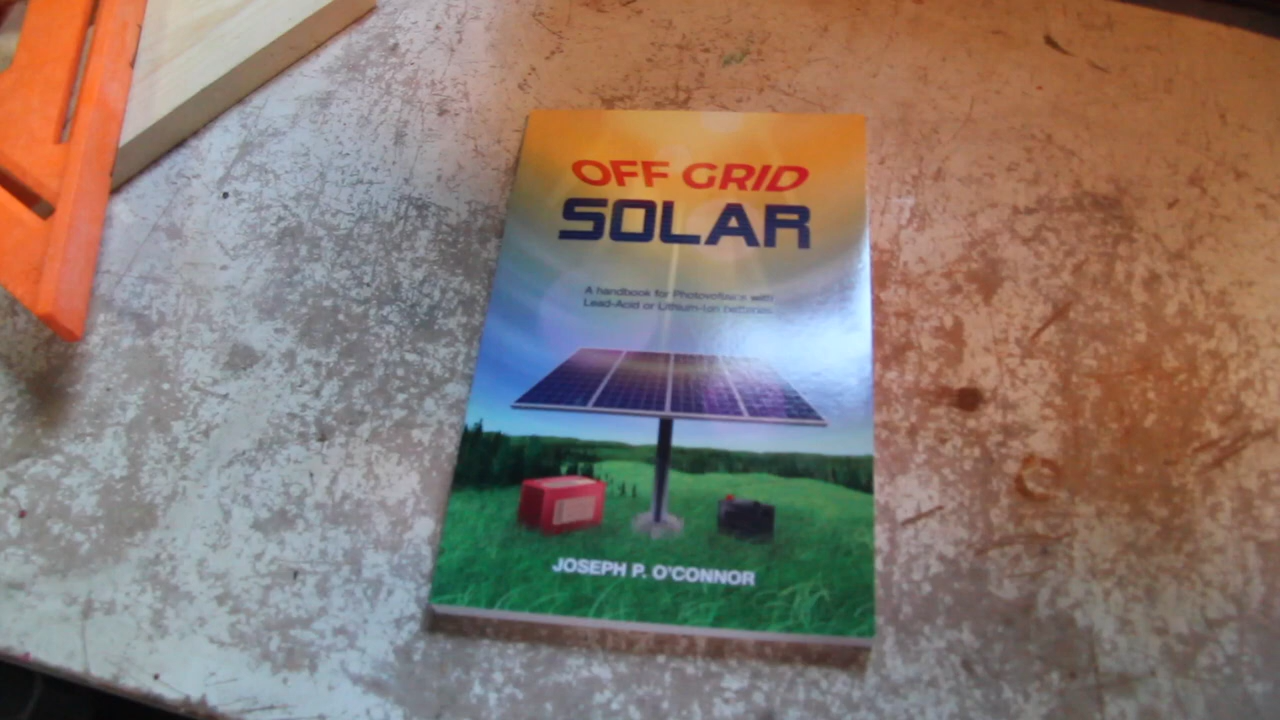 OFF GRID
SOLAR
A handbook for Photovoltaics with
Lead-Acid or Lithium-Ion batteries
JOSEPH P. O'CONNOR